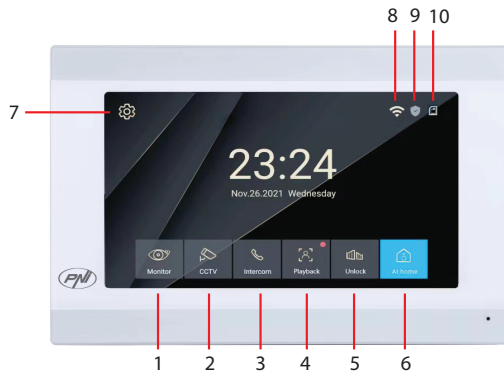 8 9 10
7
23:24
Nov.26.2021 Wednesday
Monitor CCTV Intercom Playback Unlock At home
PNI
1 2 3 4 5 6